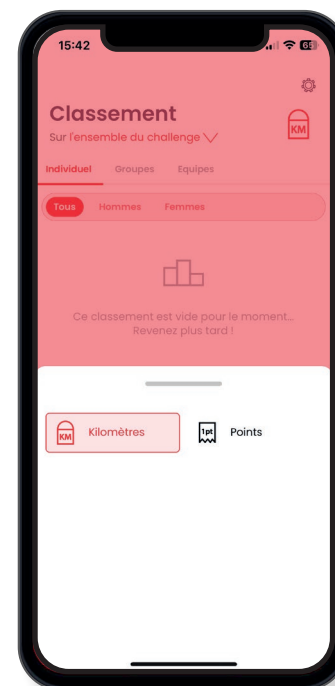 15:42
65
Classement
Sur l'ensemble du challenge
KM
Individuel Groupes Equipes
Tous Hommes Femmes
Ce classement est vide pour le moment...
Revenez plus tard !
KM Kilomètres 1pt Points